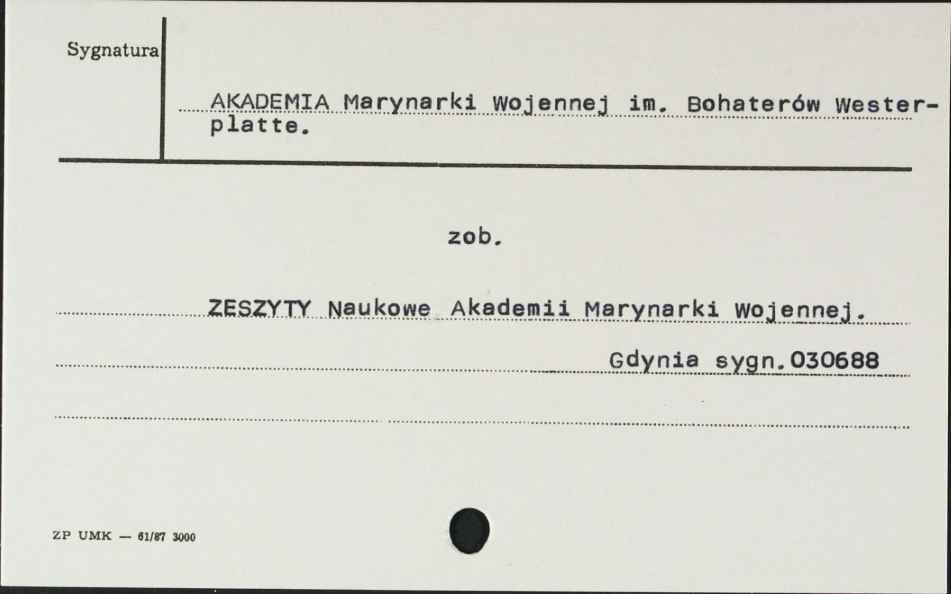 Sygnatura
AKADEMIA Marynarki Wojennej im. Bohaterów Wester-
platte.
zob.
ZESZYTY Naukowe Akademii Marynarki Wojennej.
Gdynia sygn.030688
ZP UMK — 61/87 3000